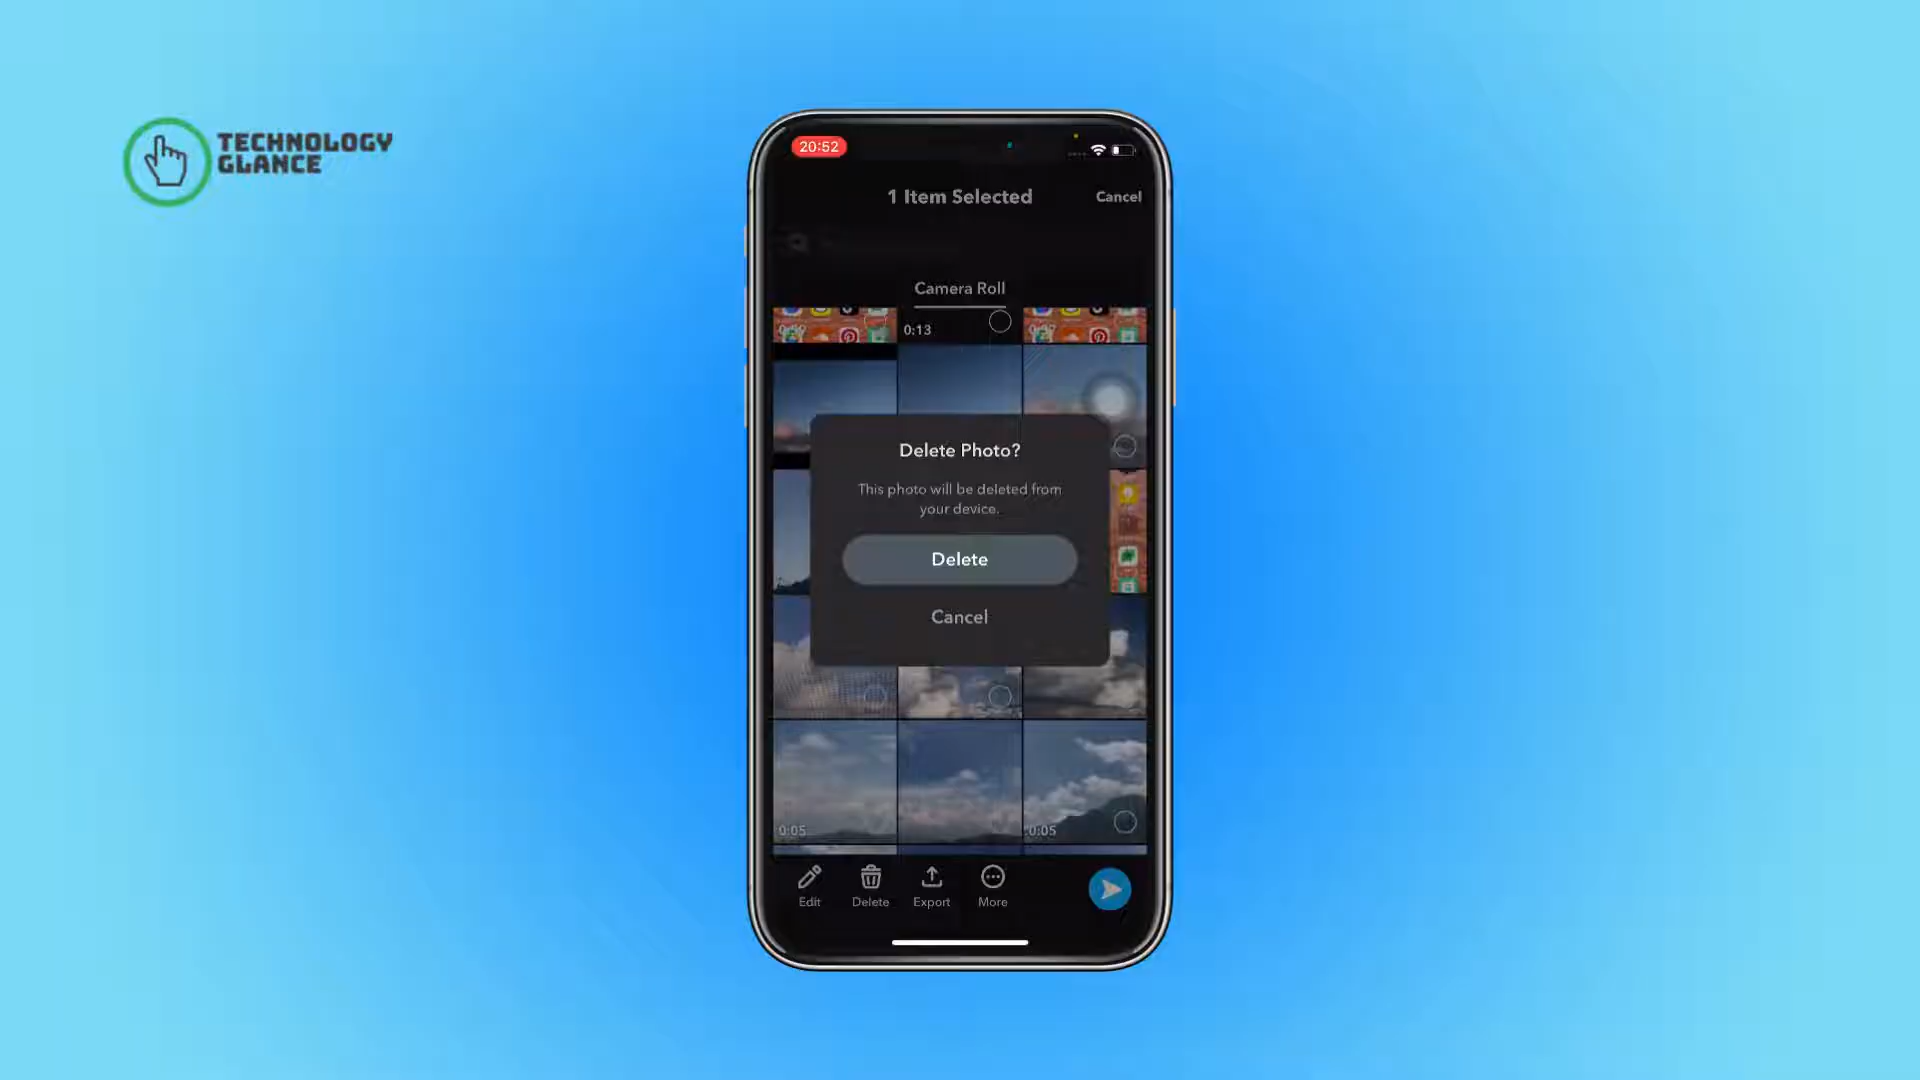 TECHNOLOGY
GLANCE
20:52
1 Item Selected
Cancel
Camera Roll
0:13
Delete Photo?
This photo will be deleted from
your device.
Delete
Cancel
0:05
0:05
Edit
Delete
Export
More